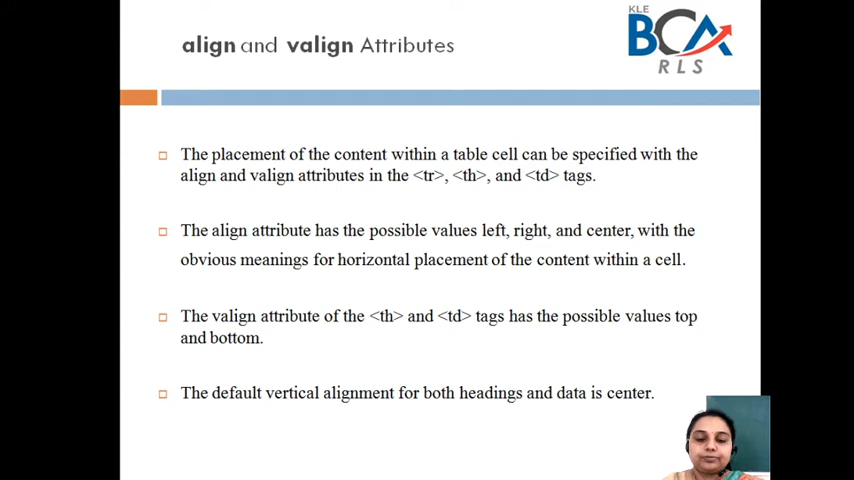 KLE
BCA
RLS
align and valign Attributes
The placement of the content within a table cell can be specified with the
align and valign attributes in the <tr>, <th>, and <td> tags.
The align attribute has the possible values left, right, and center, with the
obvious meanings for horizontal placement of the content within a cell.
The valign attribute of the <th> and <td> tags has the possible values top
and bottom.
The default vertical alignment for both headings and data is center.